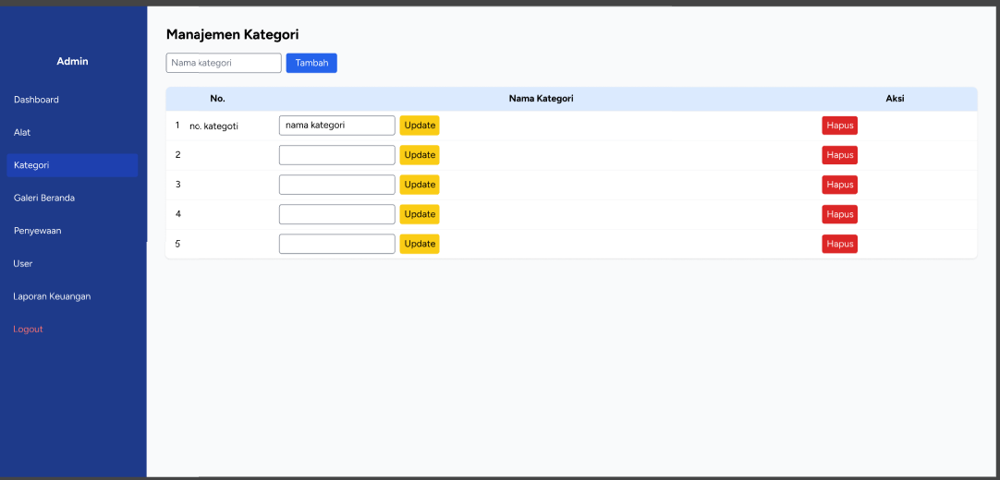 Admin
Dashboard
Alat
Kategori
Galeri Beranda
Penyewaan
User
Laporan Keuangan
Logout
Manajemen Kategori
Nama kategori Tambah
No. Nama Kategori Aksi
1 no. kategoti nama kategori Update Hapus
2 Update Hapus
3 Update Hapus
4 Update Hapus
5 Update Hapus